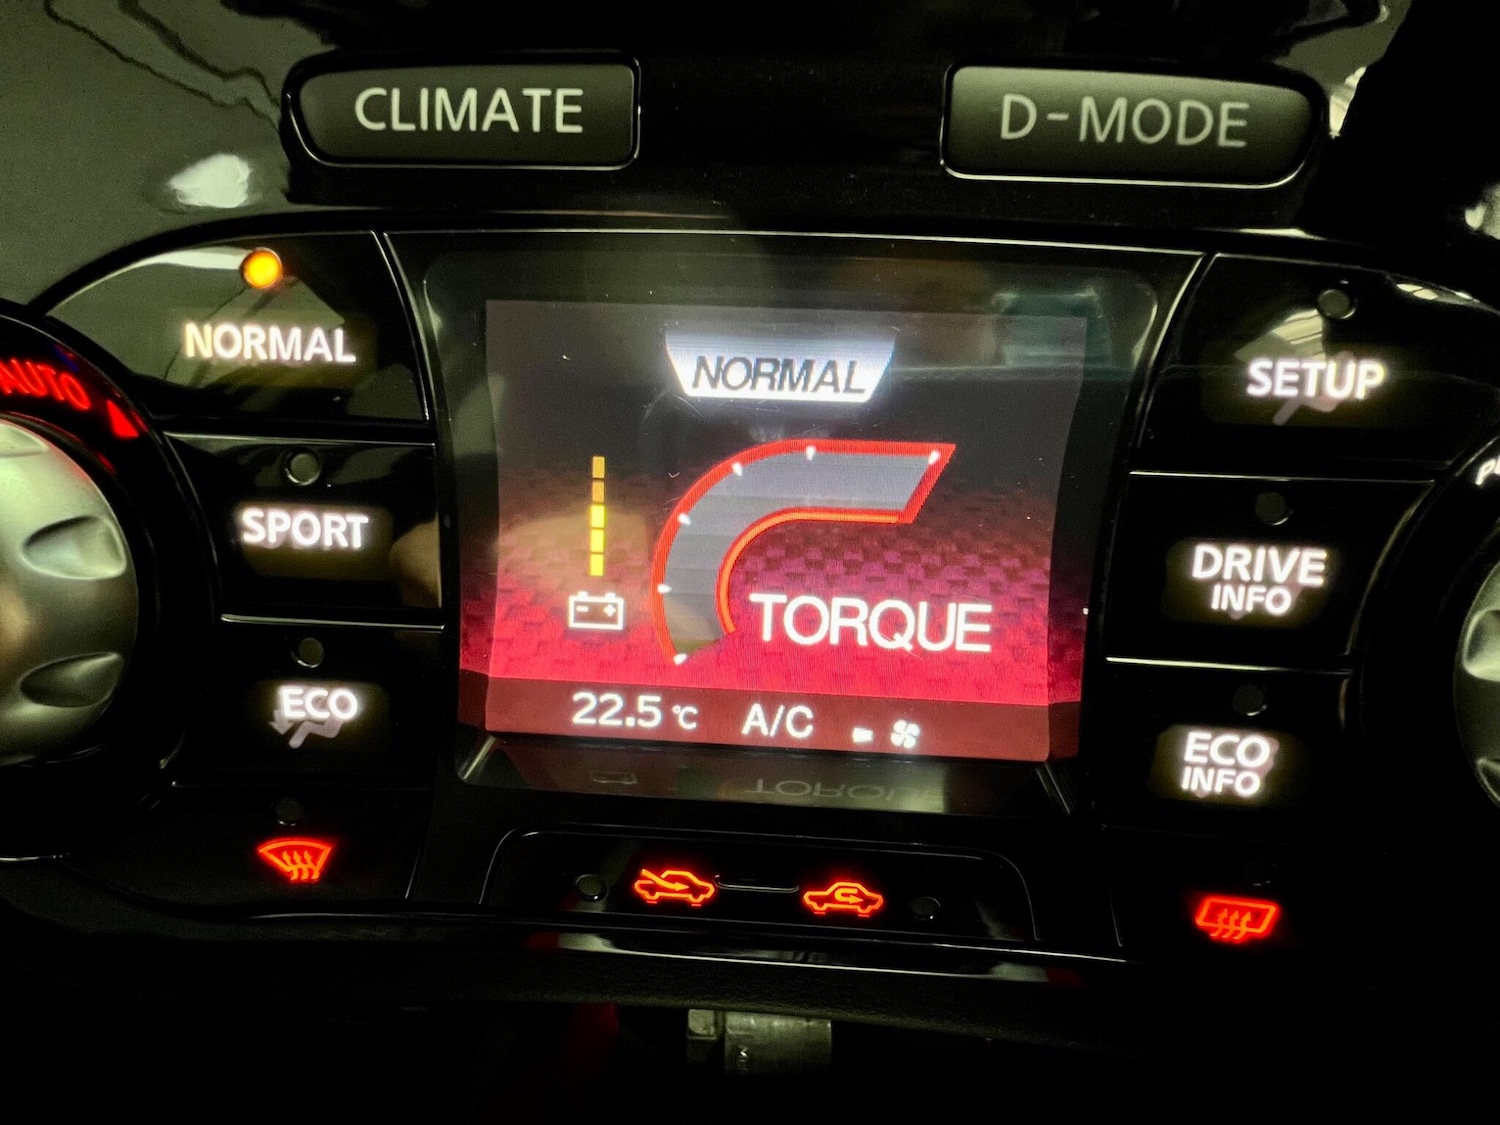 CLIMATE
D-MODE
NORMAL
NORMAL
SETUP
AUTO
SPORT
DRIVE
INFO
TORQUE
ECO
22.5℃ A/C
ECO
INFO